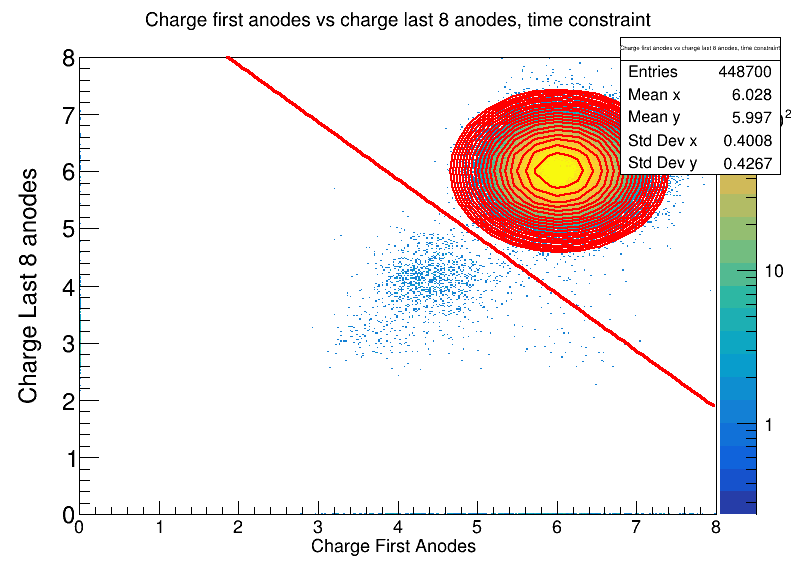 Charge first anodes vs charge last 8 anodes, time constraint
Charge first anodes vs charge last 8 anodes, time constraint
Entries 448700
Mean x 6.028
Mean y 5.997
Std Dev x 0.4008
Std Dev y 0.4267
8
7
6
5
4
3
2
1
0
Charge Last 8 anodes
0 1 2 3 4 5 6 7 8
Charge First Anodes
2
10
1